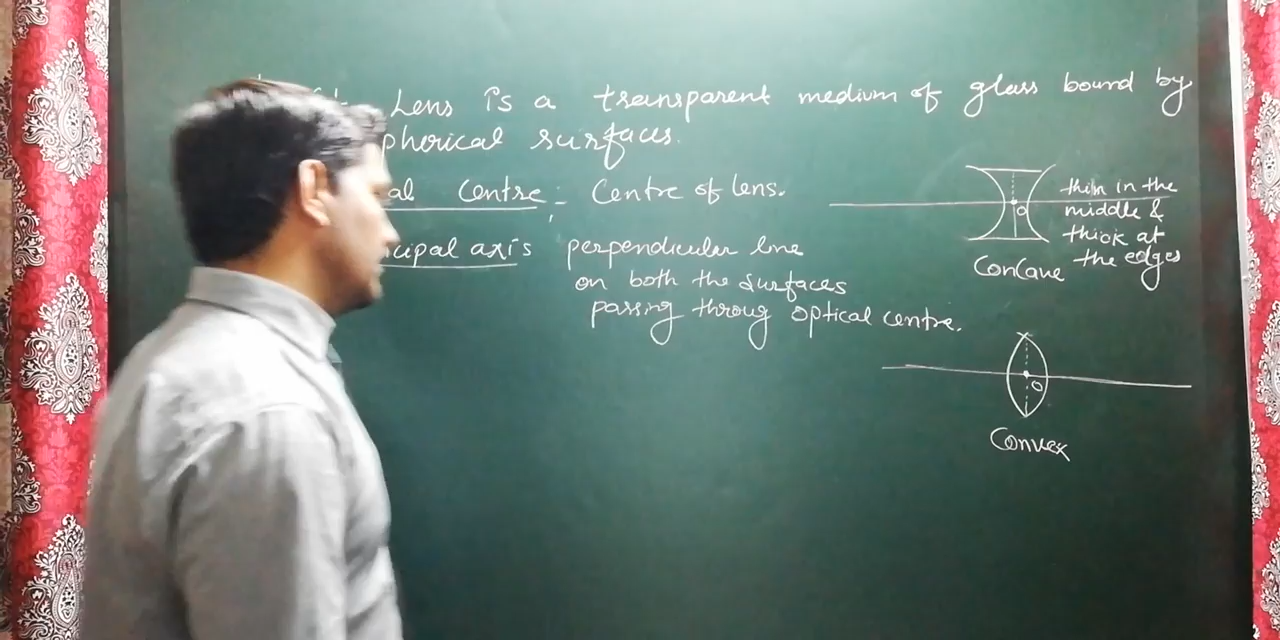 Lens is a transparent medium of glass bound by
pherical surfaces.
al Centre :- Centre of lens.
cipal axis perpendicular line
on both the surfaces
passing throug optical centre.
O
thin in the
middle &
thick at
the edges
Concave
O
Convex